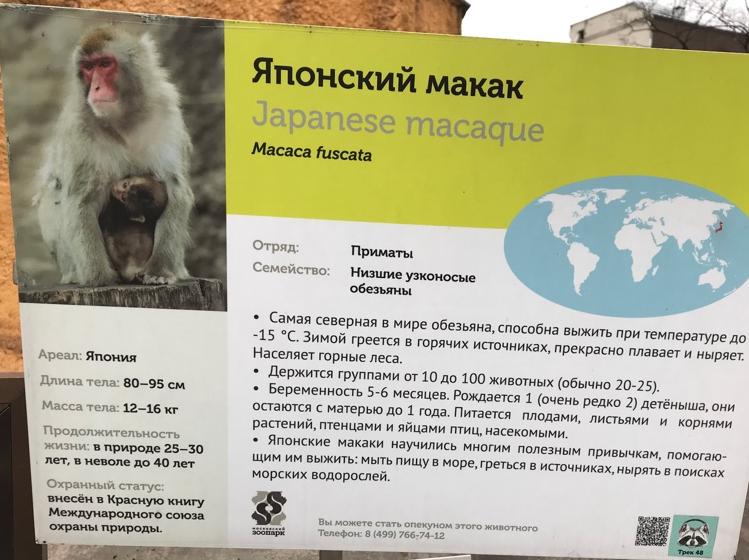 Японский макак
Japanese macaque
Macaca fuscata
Отряд: Приматы
Семейство: Низшие узконосые
обезьяны
• Самая северная в мире обезьяна, способна выжить при температуре до
-15 °C. Зимой греется в горячих источниках, прекрасно плавает и ныряет.
Населяет горные леса.
• Держится группами от 10 до 100 животных (обычно 20-25).
• Беременность 5-6 месяцев. Рождается 1 (очень редко 2) детёныша, они
остаются с матерью до 1 года. Питается плодами, листьями и корнями
растений, птенцами и яйцами птиц, насекомыми.
• Японские макаки научились многим полезным привычкам, помогаю-
щим им выжить: мыть пищу в море, греться в источниках, нырять в поисках
морских водорослей.
Ареал: Япония
Длина тела: 80–95 см
Масса тела: 12–16 кг
Продолжительность
жизни: в природе 25–30
лет, в неволе до 40 лет
Охранный статус:
внесён в Красную книгу
Международного союза
охраны природы.
московский
зоопарк
Вы можете стать опекуном этого животного
Телефон: 8 (499) 766-74-12
Трек 48